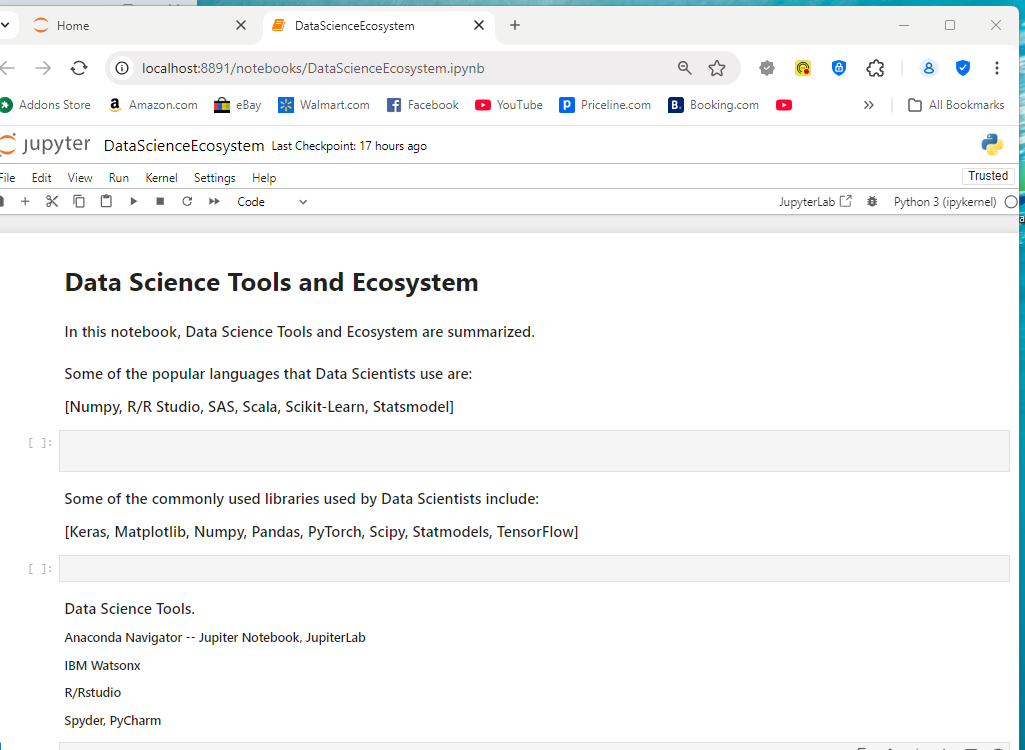 Home
DataScienceEcosystem
localhost:8891/notebooks/DataScienceEcosystem.ipynb
Addons Store Amazon.com eBay Walmart.com Facebook YouTube Priceline.com Booking.com All Bookmarks
jupyter DataScienceEcosystem Last Checkpoint: 17 hours ago
File Edit View Run Kernel Settings Help Trusted
Code JupyterLab Python 3 (ipykernel)
Data Science Tools and Ecosystem
In this notebook, Data Science Tools and Ecosystem are summarized.
Some of the popular languages that Data Scientists use are:
[Numpy, R/R Studio, SAS, Scala, Scikit-Learn, Statsmodel]
[ ]:
Some of the commonly used libraries used by Data Scientists include:
[Keras, Matplotlib, Numpy, Pandas, PyTorch, Scipy, Statmodels, TensorFlow]
[ ]:
Data Science Tools.
Anaconda Navigator -- Jupiter Notebook, JupiterLab
IBM Watsonx
R/Rstudio
Spyder, PyCharm